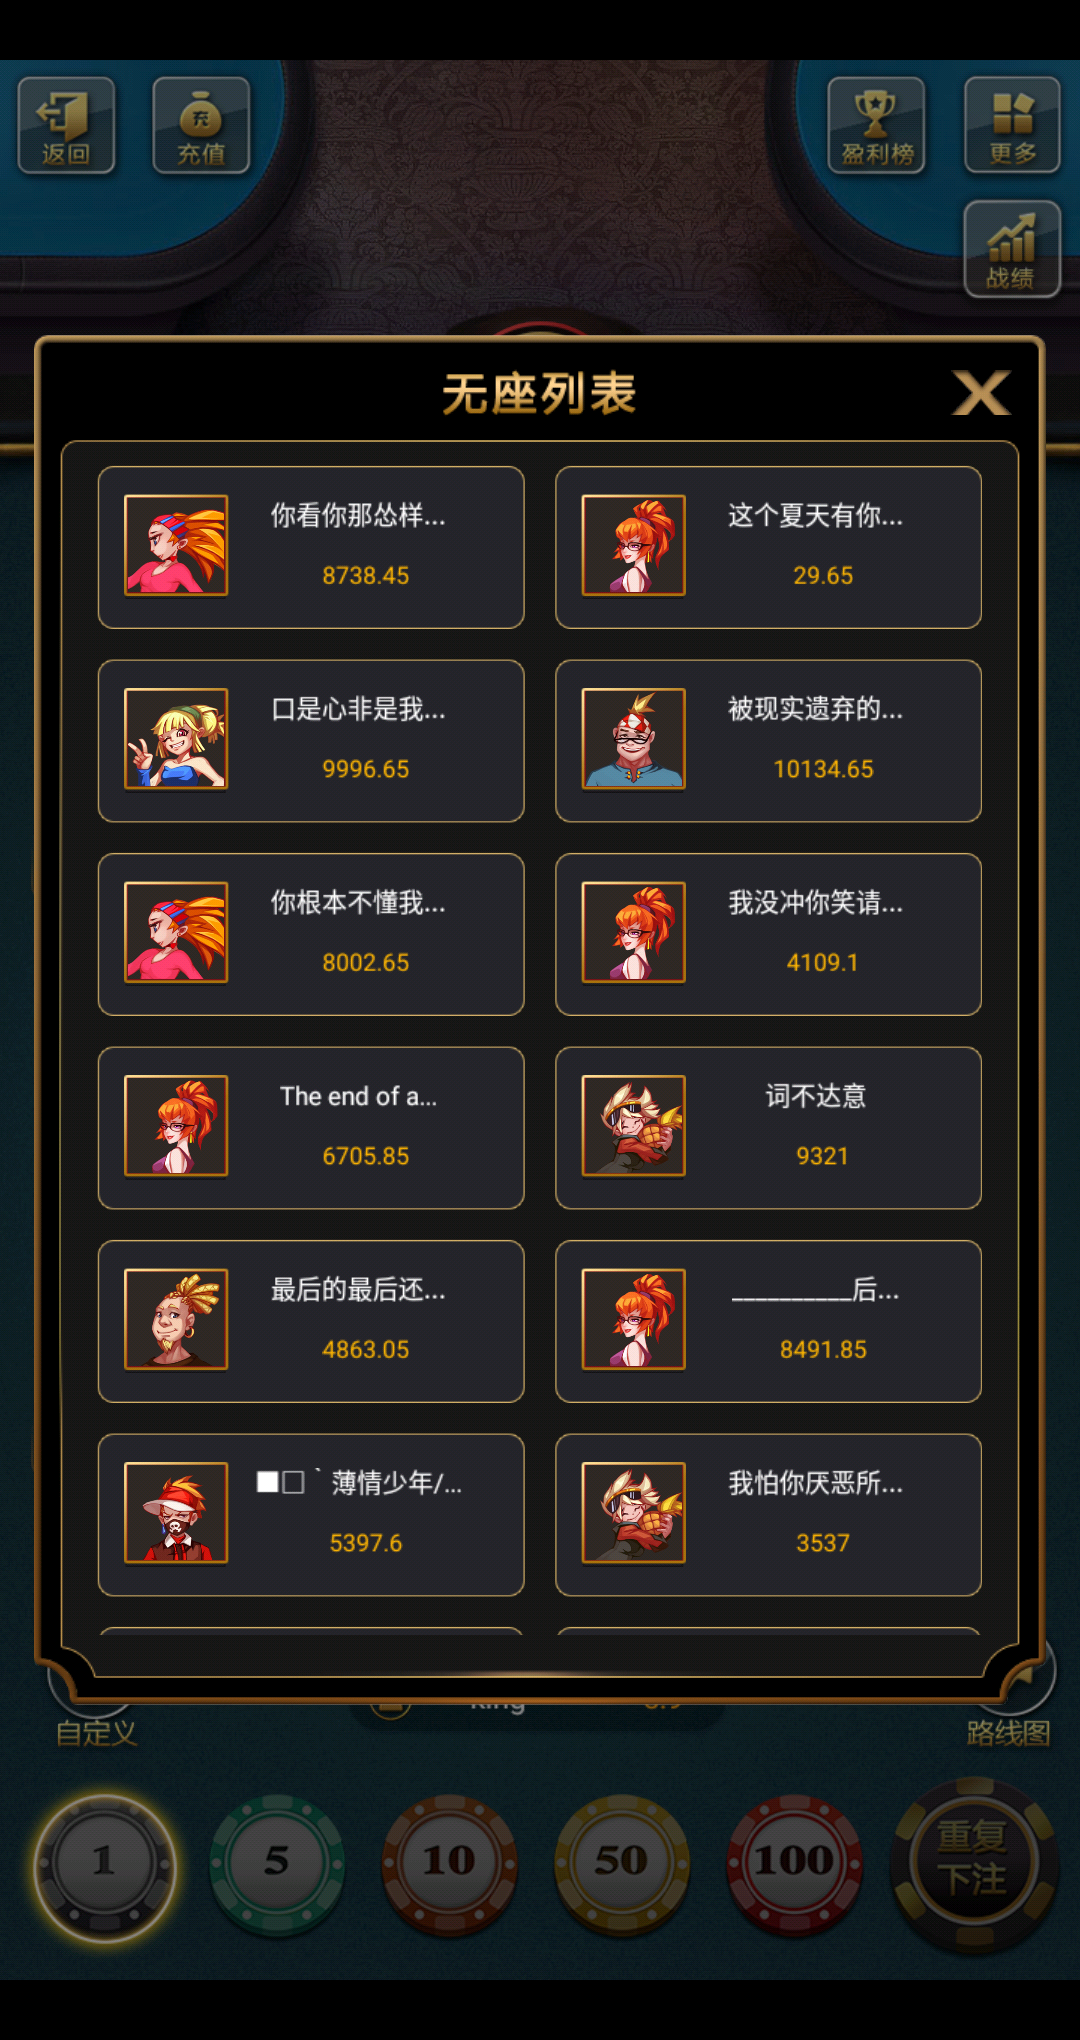 返回
充
充值
盈利榜
更多
战绩
无座列表
你看你那怂样...
8738.45
这个夏天有你...
29.65
口是心非是我...
9996.65
被现实遗弃的...
10134.65
你根本不懂我...
8002.65
我没冲你笑请...
4109.1
The end of a...
6705.85
词不达意
9321
最后的最后还...
4863.05
__________后...
8491.85
■□｀薄情少年/...
5397.6
我怕你厌恶所...
3537
自定义
路线图
1
5
10
50
100
重复
下注